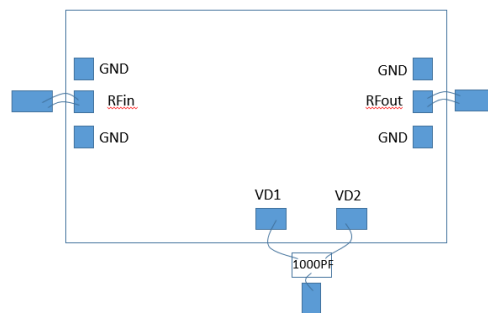 GND
GND
RFin
RFout
GND
GND
VD1
VD2
1000PF